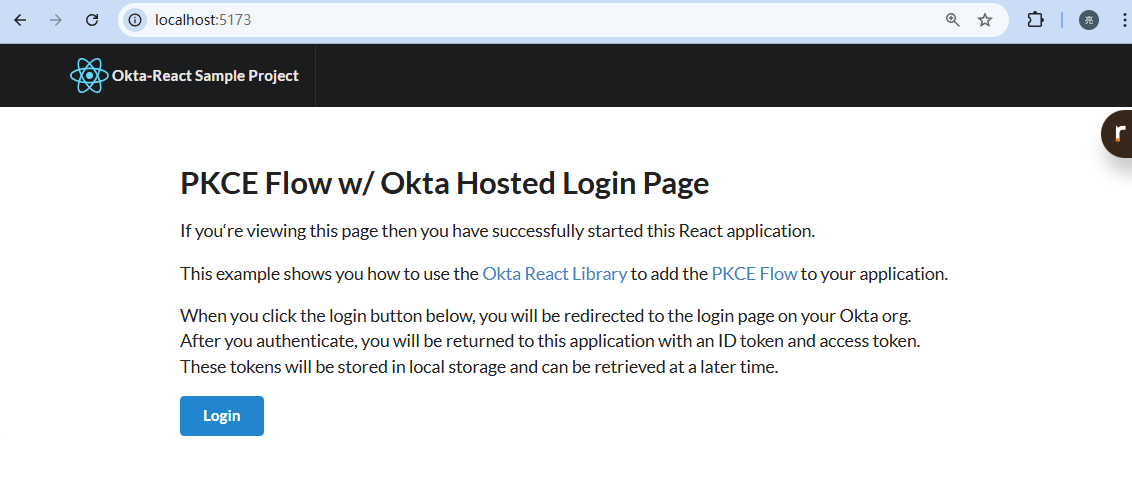 localhost:5173
亮
Okta-React Sample Project
r
PKCE Flow w/ Okta Hosted Login Page
If you‘re viewing this page then you have successfully started this React application.
This example shows you how to use the Okta React Library to add the PKCE Flow to your application.
When you click the login button below, you will be redirected to the login page on your Okta org.
After you authenticate, you will be returned to this application with an ID token and access token.
These tokens will be stored in local storage and can be retrieved at a later time.
Login